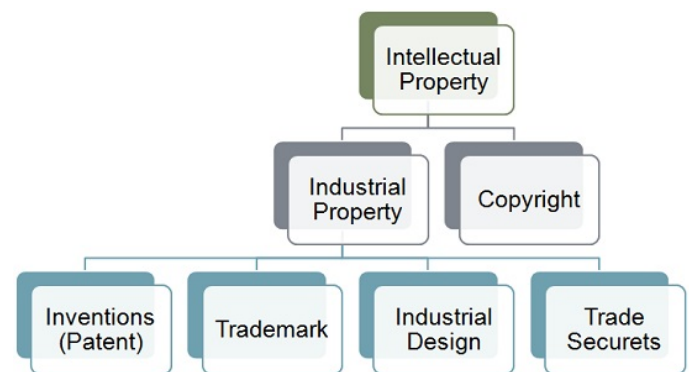 Intellectual
Property
Industrial
Property
Copyright
Inventions
(Patent)
Trademark
Industrial
Design
Trade
Securets